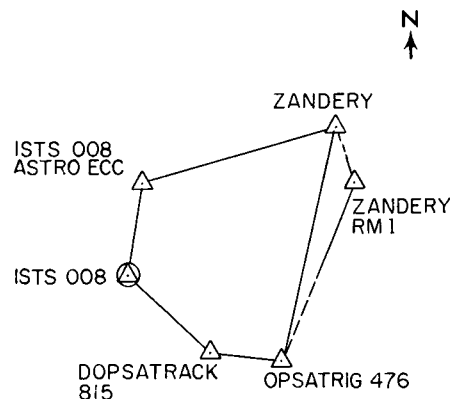 N
ZANDERY
ISTS 008
ASTRO ECC
ZANDERY
RM 1
ISTS 008
DOPSATRACK
815
OPSATRIG 476